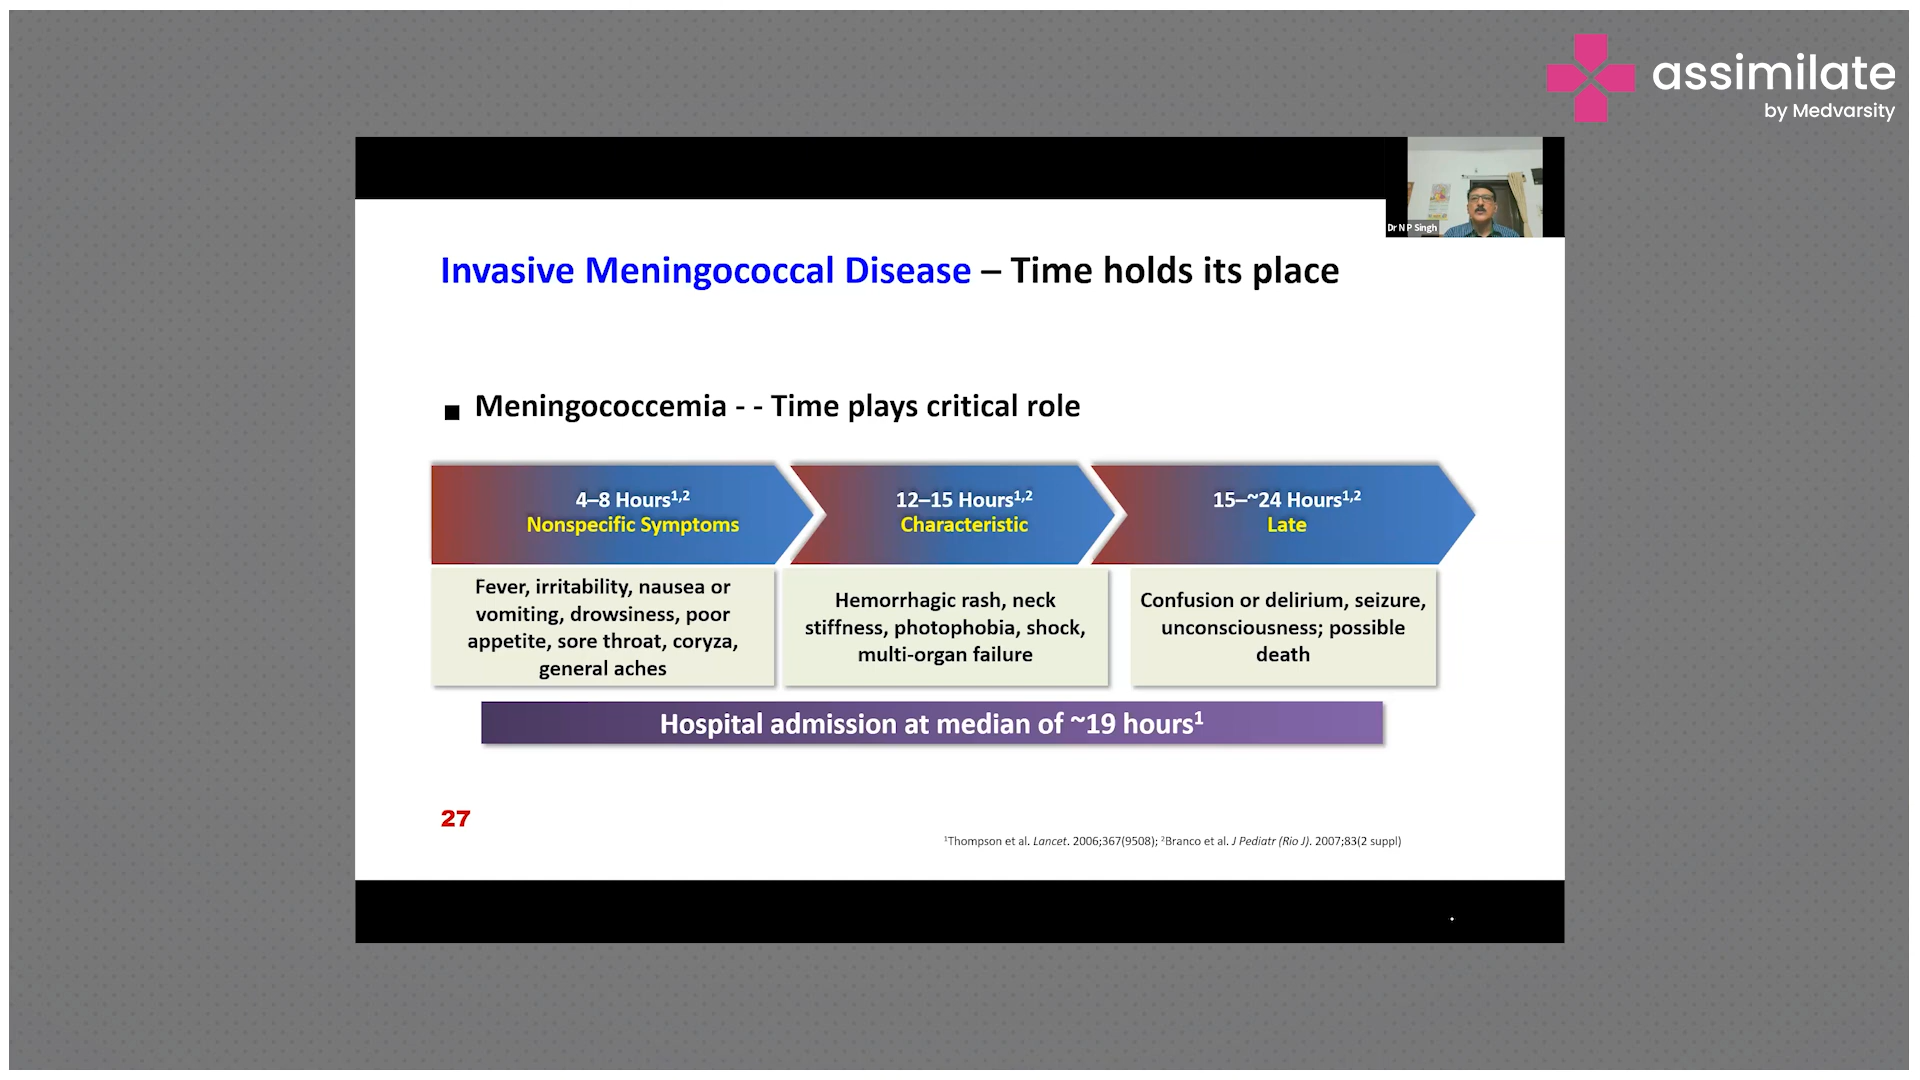 assimilate
by Medvarsity
Dr N P Singh
Invasive Meningococcal Disease – Time holds its place
■ Meningococcemia - - Time plays critical role
4–8 Hours1,2
Nonspecific Symptoms
12–15 Hours1,2
Characteristic
15–~24 Hours1,2
Late
Fever, irritability, nausea or
vomiting, drowsiness, poor
appetite, sore throat, coryza,
general aches
Hemorrhagic rash, neck
stiffness, photophobia, shock,
multi-organ failure
Confusion or delirium, seizure,
unconsciousness; possible
death
Hospital admission at median of ~19 hours1
27
1Thompson et al. Lancet. 2006;367(9508); 2Branco et al. J Pediatr (Rio J). 2007;83(2 suppl)